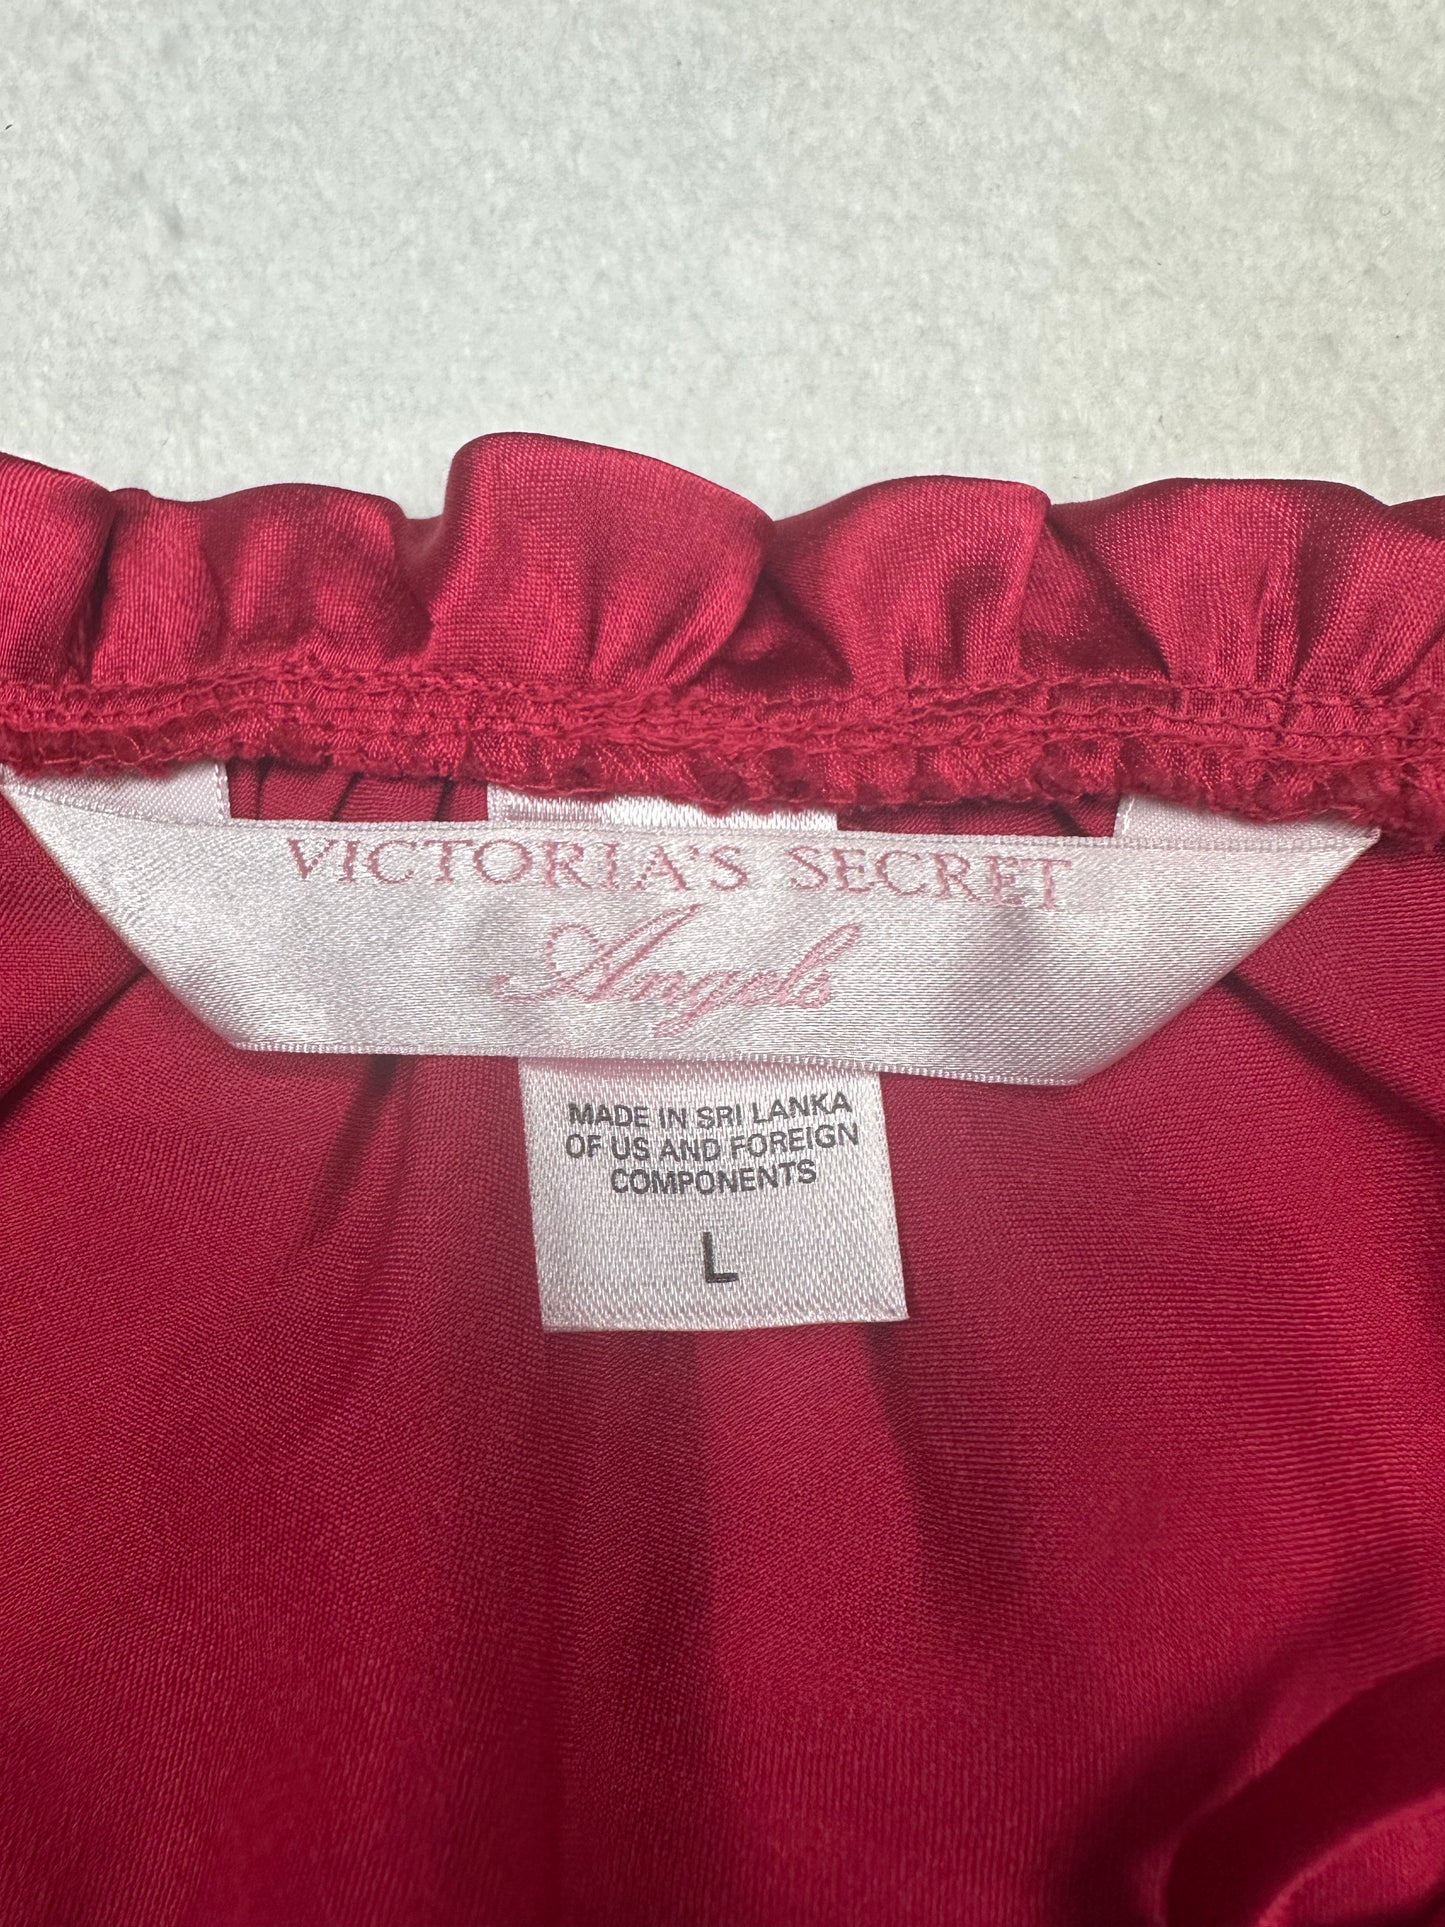 VICTORIA'S SECRET
Angels
MADE IN SRI LANKA
OF US AND FOREIGN
COMPONENTS
L